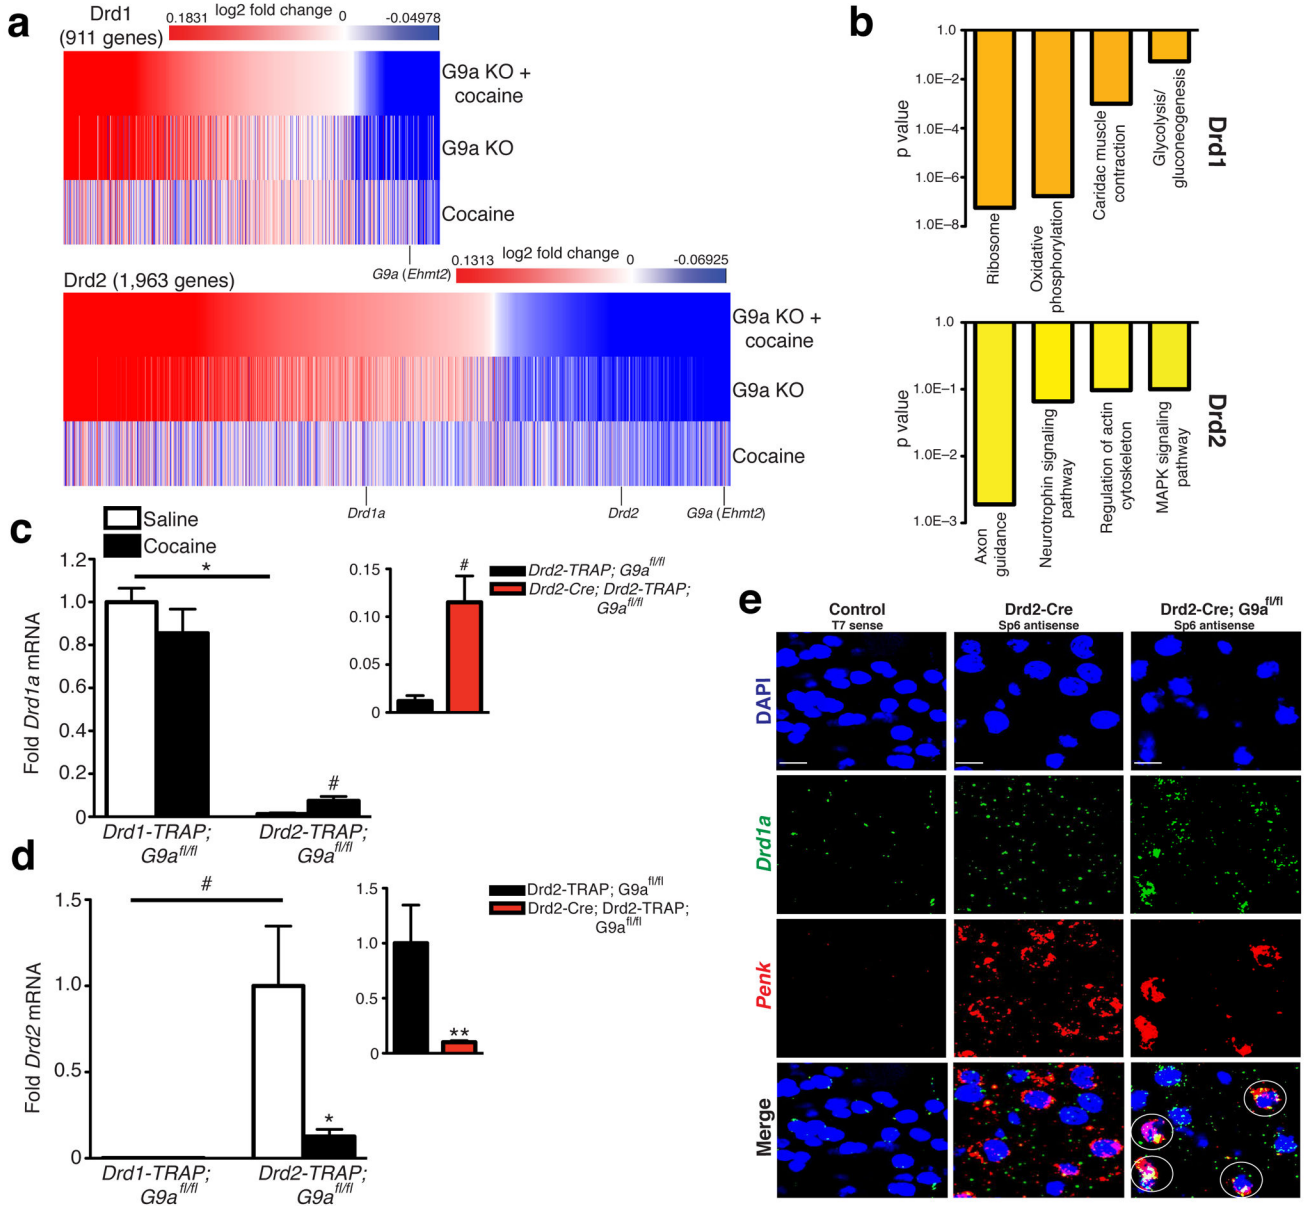 a
Drd1
(911 genes)
log2 fold change
0.1831
0
-0.04978
G9a KO +
cocaine
G9a KO
Cocaine
G9a (Ehmt2)
Drd2 (1,963 genes)
log2 fold change
0.1313
0
-0.06925
G9a KO +
cocaine
G9a KO
Cocaine
Drd1a
Drd2
G9a (Ehmt2)
b
p value
1.0
1.0E–2
1.0E–4
1.0E–6
1.0E–8
Ribosome
Oxidative
phosphorylation
Caridac muscle
contraction
Glycolysis/
gluconeogenesis
Drd1
p value
1.0
1.0E–1
1.0E–2
1.0E–3
Axon
guidance
Neurotrophin signaling
pathway
Regulation of actin
cytoskeleton
MAPK signaling
pathway
Drd2
c
Saline
Cocaine
Fold Drd1a mRNA
1.2
1.0
0.8
0.6
0.4
0.2
0
*
#
Drd1-TRAP;
G9afl/fl
Drd2-TRAP;
G9afl/fl
0.15
0.10
0.05
0
#
Drd2-TRAP; G9afl/fl
Drd2-Cre; Drd2-TRAP;
G9afl/fl
d
Fold Drd2 mRNA
1.5
1.0
0.5
0
#
*
Drd1-TRAP;
G9afl/fl
Drd2-TRAP;
G9afl/fl
1.5
1.0
0.5
0
**
Drd2-TRAP; G9afl/fl
Drd2-Cre; Drd2-TRAP;
G9afl/fl
e
Control
T7 sense
Drd2-Cre
Sp6 antisense
Drd2-Cre; G9afl/fl
Sp6 antisense
DAPI
Drd1a
Penk
Merge